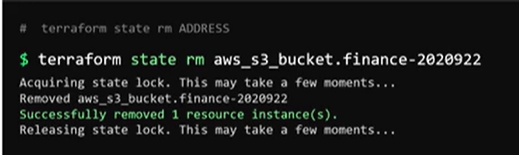 # terraform state rm ADDRESS
$ terraform state rm aws_s3_bucket.finance-2020922
Acquiring state lock. This may take a few moments...
Removed aws_s3_bucket.finance-2020922
Successfully removed 1 resource instance(s).
Releasing state lock. This may take a few moments...